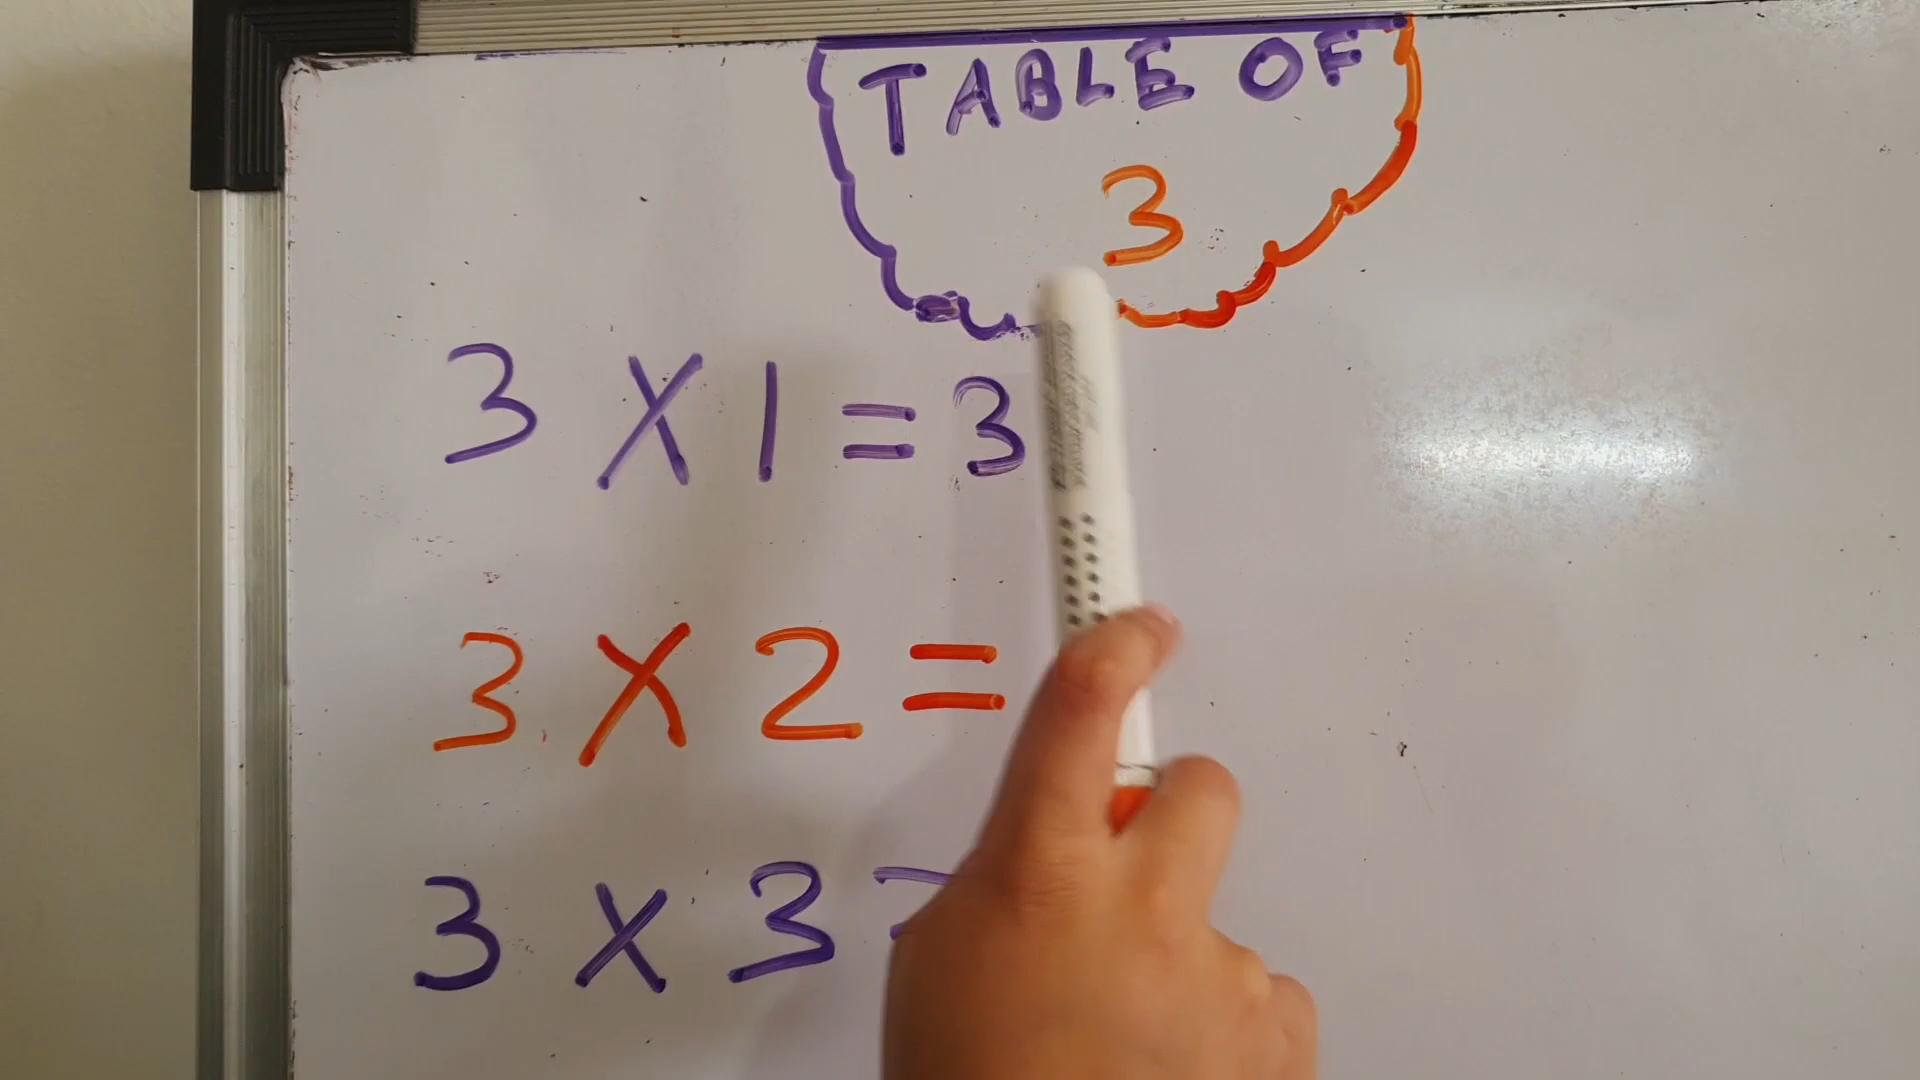 TABLE OF
3
3 X 1 = 3
3 X 2 =
3 X 3 =